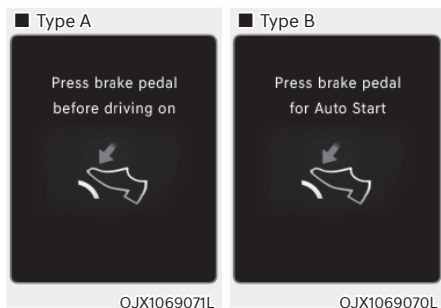 ■ Type A
Press brake pedal
before driving on
OJX1069071L
■ Type B
Press brake pedal
for Auto Start
OJX1069070L